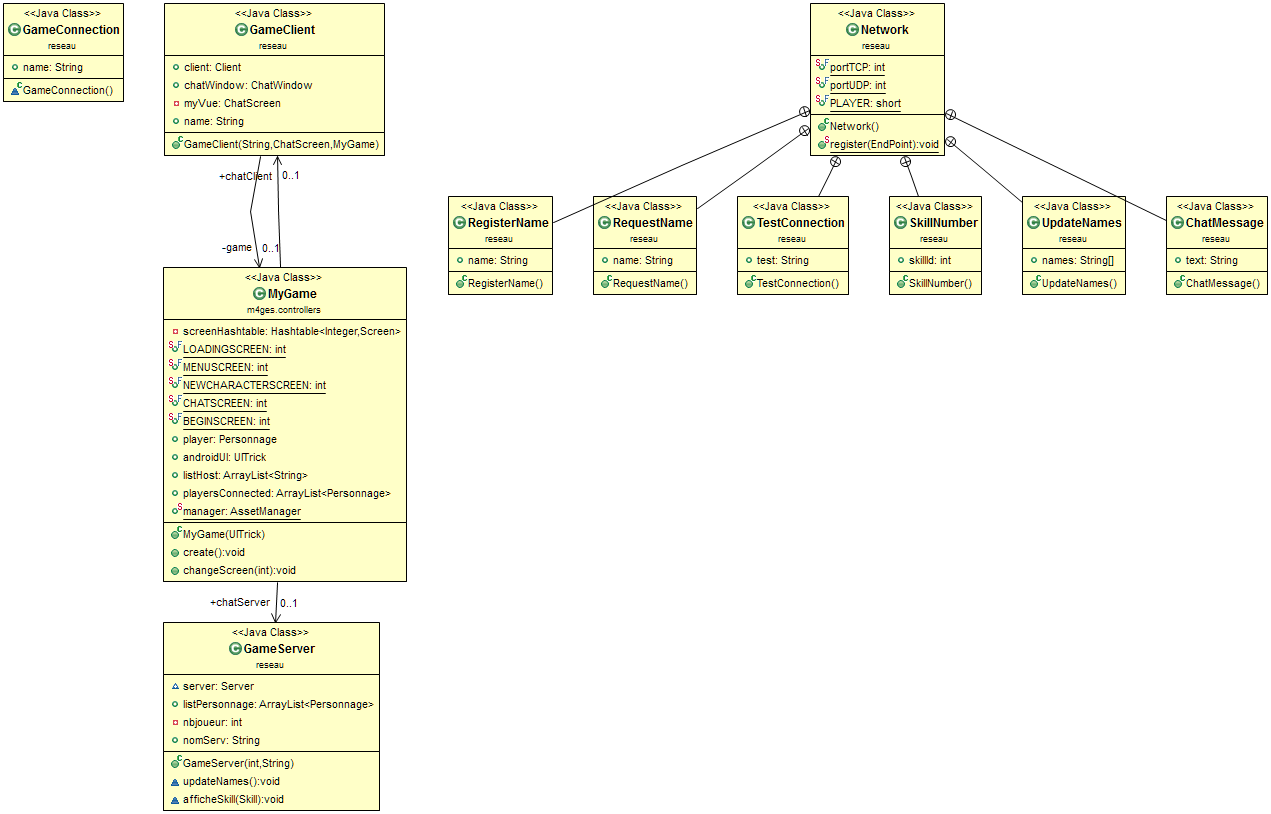 <<Java Class>>
GameConnection
reseau
name: String
GameConnection()
<<Java Class>>
GameClient
reseau
client: Client
chatWindow: ChatWindow
myVue: ChatScreen
name: String
GameClient(String,ChatScreen,MyGame)
+chatClient
0..1
-game
0..1
<<Java Class>>
MyGame
m4ges.controllers
screenHashtable: Hashtable<Integer,Screen>
LOADINGSCREEN: int
MENUSCREEN: int
NEWCHARACTERSCREEN: int
CHATSCREEN: int
BEGINSCREEN: int
player: Personnage
androidUI: UITrick
listHost: ArrayList<String>
playersConnected: ArrayList<Personnage>
manager: AssetManager
MyGame(UITrick)
create():void
changeScreen(int):void
+chatServer
0..1
<<Java Class>>
GameServer
reseau
server: Server
listPersonnage: ArrayList<Personnage>
nbjoueur: int
nomServ: String
GameServer(int,String)
updateNames():void
afficheSkill(Skill):void
<<Java Class>>
Network
reseau
portTCP: int
portUDP: int
PLAYER: short
Network()
register(EndPoint):void
<<Java Class>>
RegisterName
reseau
name: String
RegisterName()
<<Java Class>>
RequestName
reseau
name: String
RequestName()
<<Java Class>>
TestConnection
reseau
test: String
TestConnection()
<<Java Class>>
SkillNumber
reseau
skillId: int
SkillNumber()
<<Java Class>>
UpdateNames
reseau
names: String[]
UpdateNames()
<<Java Class>>
ChatMessage
reseau
text: String
ChatMessage()